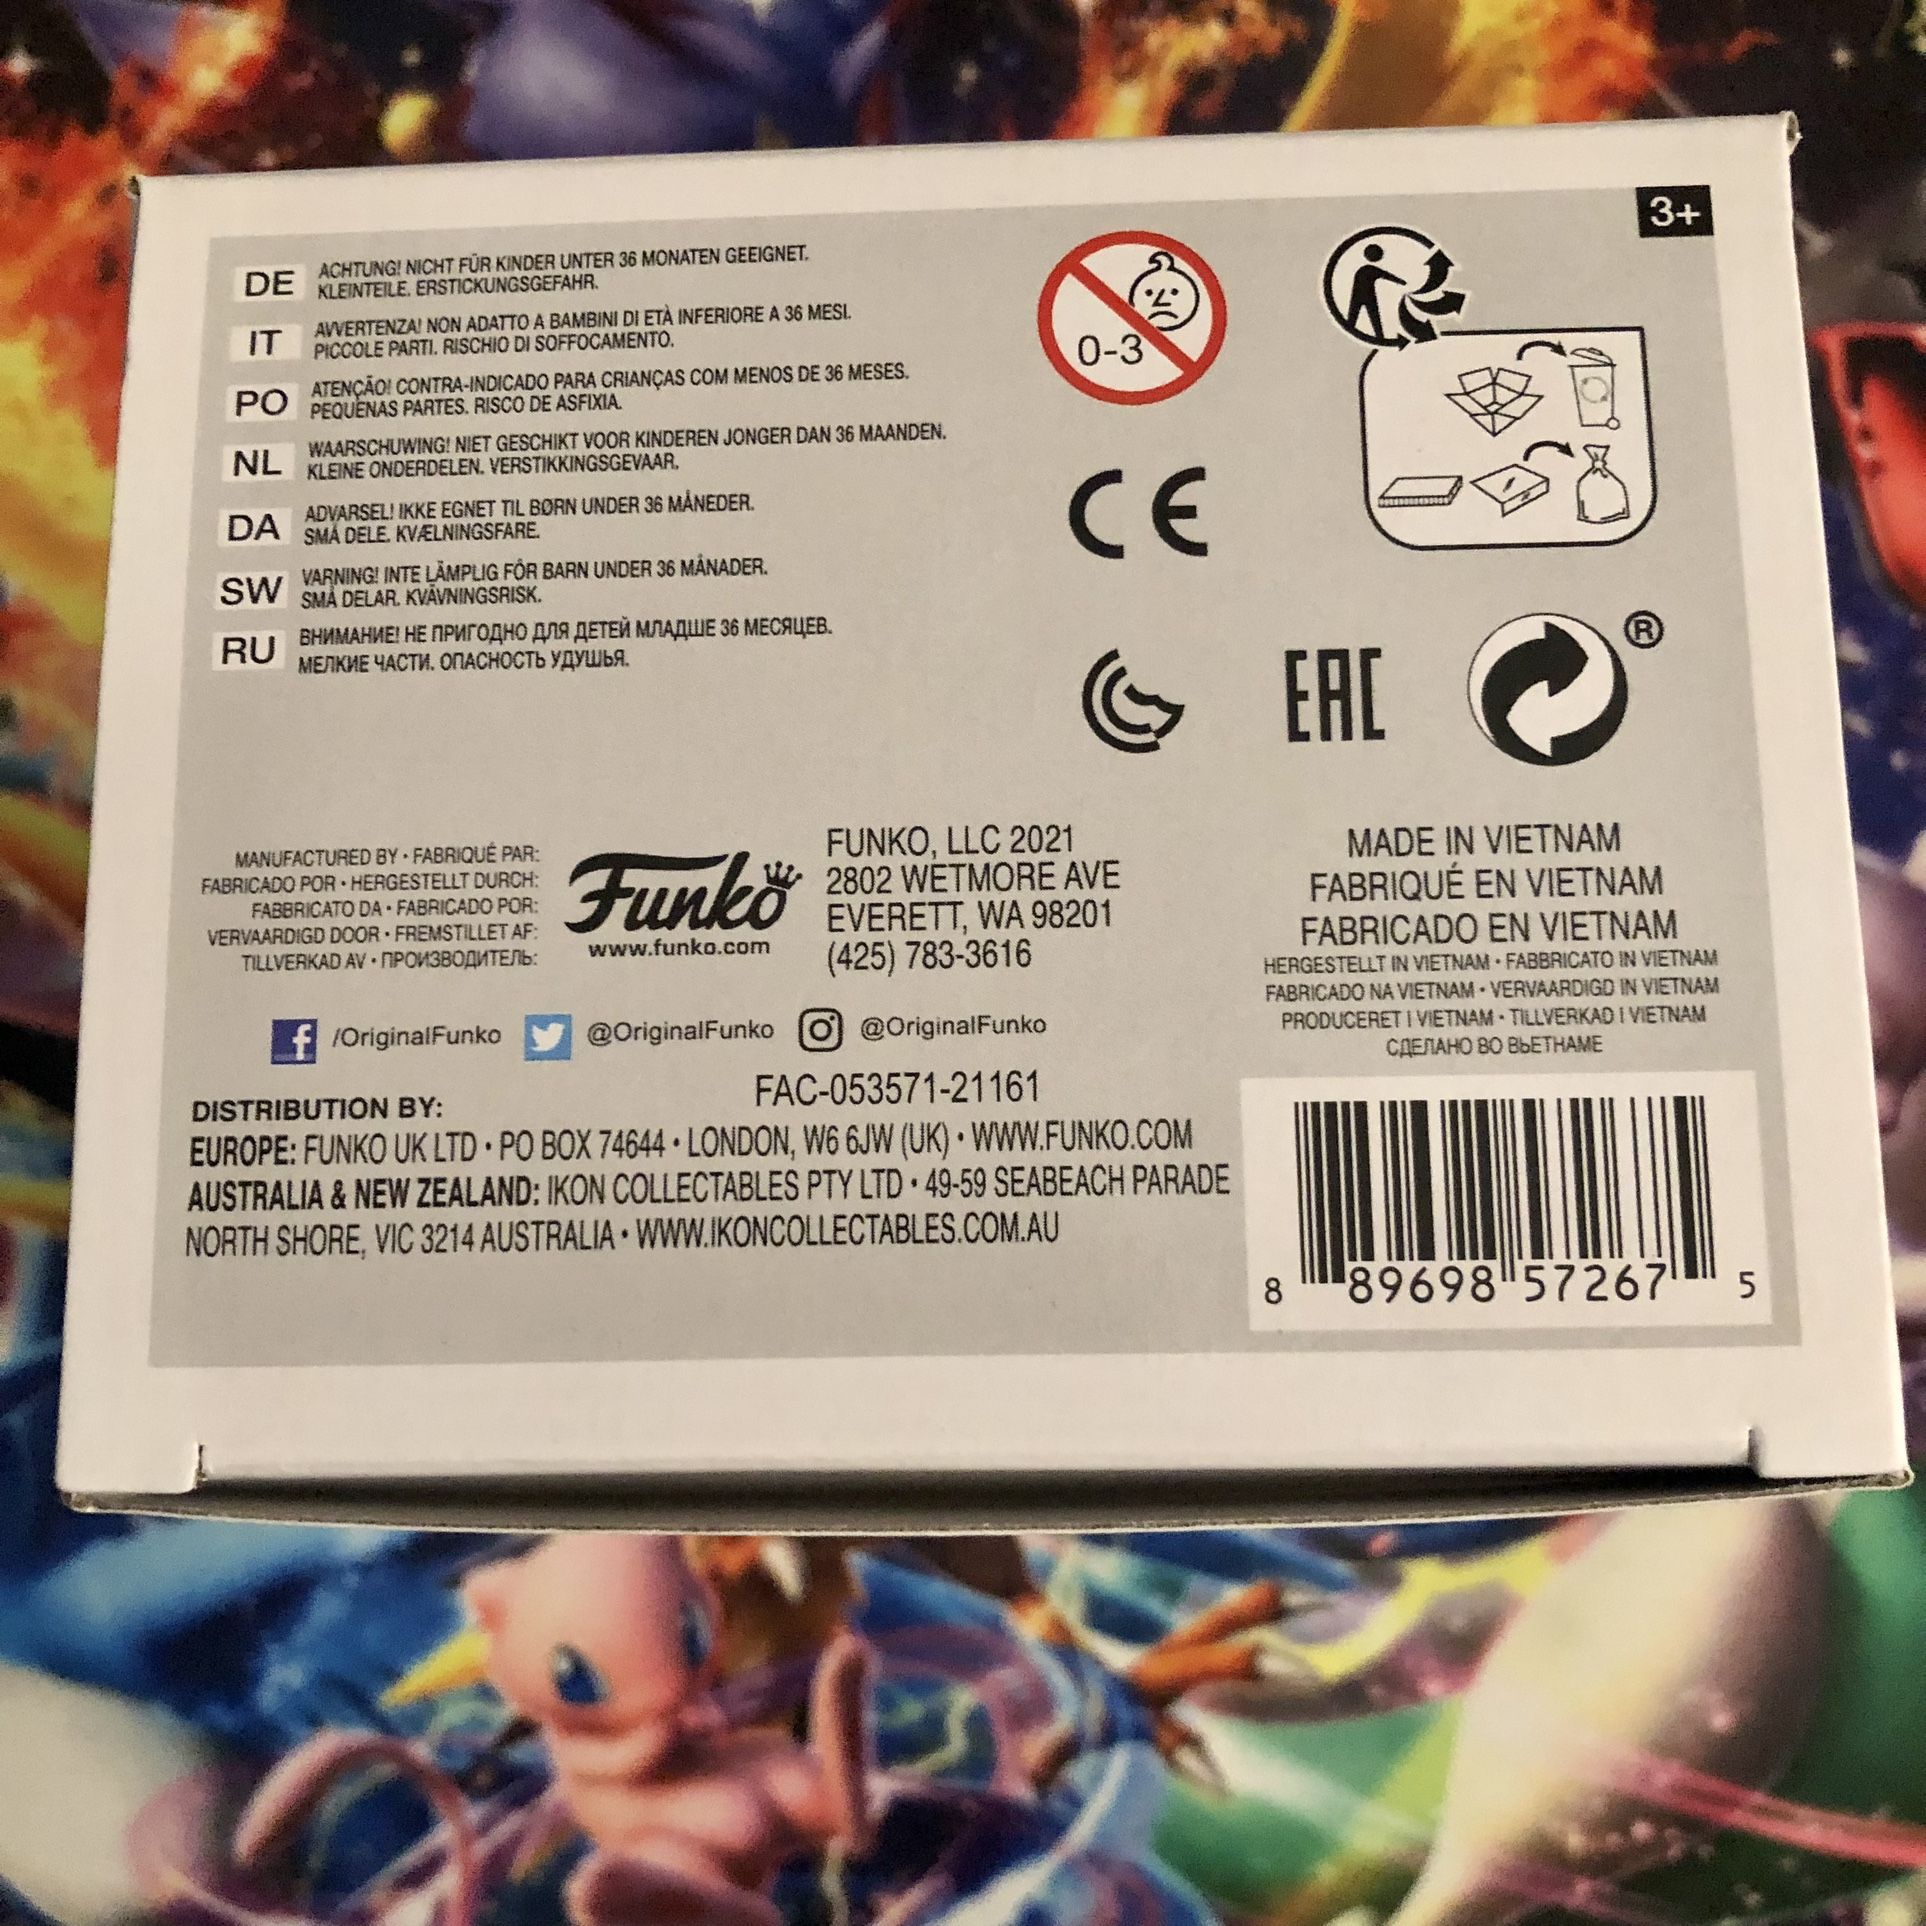 3+
DE
ACHTUNG! NICHT FÜR KINDER UNTER 36 MONATEN GEEIGNET.
KLEINTEILE. ERSTICKUNGSGEFAHR.
IT
AVVERTENZA! NON ADATTO A BAMBINI DI ETÀ INFERIORE A 36 MESI.
PICCOLE PARTI. RISCHIO DI SOFFOCAMENTO.
PO
ATENÇÃO! CONTRA-INDICADO PARA CRIANÇAS COM MENOS DE 36 MESES.
PEQUENAS PARTES. RISCO DE ASFIXIA.
NL
WAARSCHUWING! NIET GESCHIKT VOOR KINDEREN JONGER DAN 36 MAANDEN.
KLEINE ONDERDELEN. VERSTIKKINGSGEVAAR.
DA
ADVARSEL! IKKE EGNET TIL BØRN UNDER 36 MÅNEDER.
SMÅ DELE. KVÆLNINGSFARE.
SW
VARNING! INTE LÄMPLIG FÖR BARN UNDER 36 MÅNADER.
SMÅ DELAR. KVÄVNINGSRISK.
RU
ВНИМАНИЕ! НЕ ПРИГОДНО ДЛЯ ДЕТЕЙ МЛАДШЕ 36 МЕСЯЦЕВ.
МЕЛКИЕ ЧАСТИ. ОПАСНОСТЬ УДУШЬЯ.
0-3
CE
EAC
®
MANUFACTURED BY • FABRIQUÉ PAR:
FABRICADO POR • HERGESTELLT DURCH:
FABBRICATO DA • FABRICADO POR:
VERVAARDIGD DOOR • FREMSTILLET AF:
TILLVERKAD AV • ПРОИЗВОДИТЕЛЬ:
Funko
www.funko.com
FUNKO, LLC 2021
2802 WETMORE AVE
EVERETT, WA 98201
(425) 783-3616
MADE IN VIETNAM
FABRIQUÉ EN VIETNAM
FABRICADO EN VIETNAM
HERGESTELLT IN VIETNAM • FABBRICATO IN VIETNAM
FABRICADO NA VIETNAM • VERVAARDIGD IN VIETNAM
PRODUCERET I VIETNAM • TILLVERKAD I VIETNAM
СДЕЛАНО ВО ВЬЕТНАМЕ
f /OriginalFunko @OriginalFunko @OriginalFunko
FAC-053571-21161
DISTRIBUTION BY:
EUROPE: FUNKO UK LTD • PO BOX 74644 • LONDON, W6 6JW (UK) • WWW.FUNKO.COM
AUSTRALIA & NEW ZEALAND: IKON COLLECTABLES PTY LTD • 49-59 SEABEACH PARADE
NORTH SHORE, VIC 3214 AUSTRALIA • WWW.IKONCOLLECTABLES.COM.AU
8 89698 57267 5